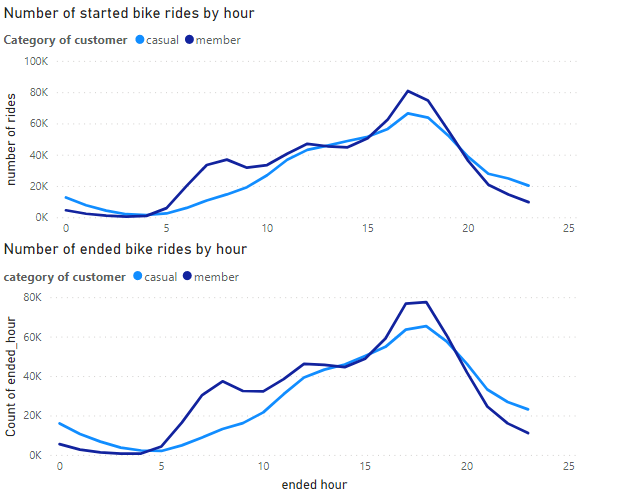 Number of started bike rides by hour
Category of customer casual member
100K
80K
60K
40K
20K
0K
number of rides
0 5 10 15 20 25
Number of ended bike rides by hour
category of customer casual member
80K
60K
40K
20K
0K
Count of ended_hour
0 5 10 15 20 25
ended hour